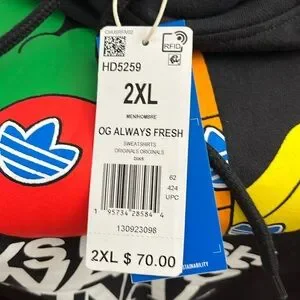 RFID
HD5259
2XL
MEN/HOMBRE
OG ALWAYS FRESH
SWEATSHIRTS
ORIGINALS ORIGINALS
black
62
424
UPC
1 95734 28584 4
130923098
2XL $ 70.00